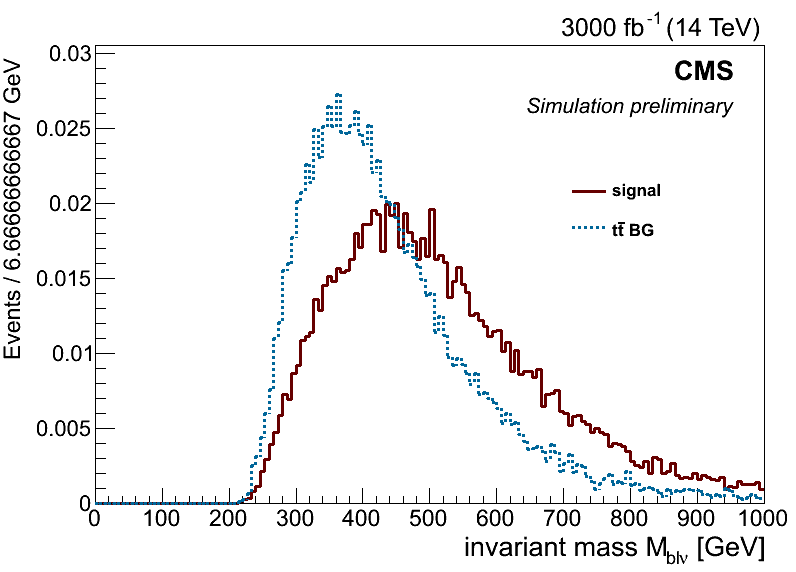 3000 fb⁻¹ (14 TeV)
CMS
Simulation preliminary
signal
tt̄ BG
Events / 6.66666666667 GeV
0.03
0.025
0.02
0.015
0.01
0.005
0
0 100 200 300 400 500 600 700 800 900 1000
invariant mass M_blν [GeV]